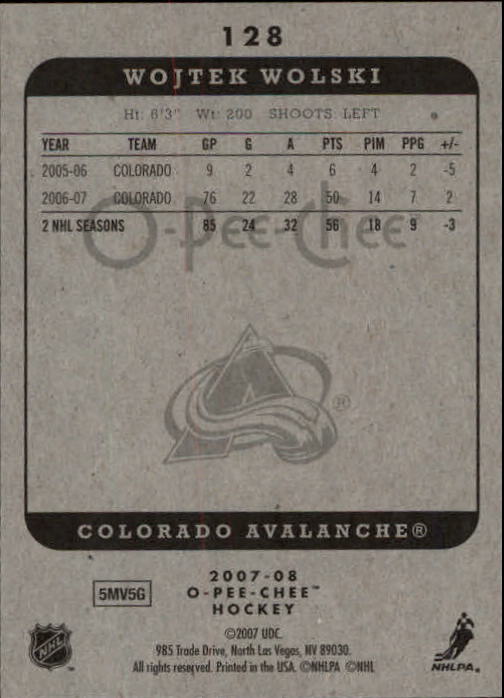 128
WOJTEK WOLSKI
Ht: 6'3" Wt: 200 SHOOTS LEFT
YEAR TEAM GP G A PTS PIM PPG +/-
2005-06 COLORADO 9 2 4 6 4 2 -5
2006-07 COLORADO 76 22 28 50 14 7 2
2 NHL SEASONS 85 24 32 56 18 9 -3
O-Pee-Chee
A
®
COLORADO AVALANCHE®
5MV5G
2007-08
O-PEE-CHEE™
HOCKEY
©2007 UDC.
985 Trade Drive, North Las Vegas, NV 89030.
All rights reserved. Printed in the USA. ©NHLPA ©NHL
NHL
NHLPA.